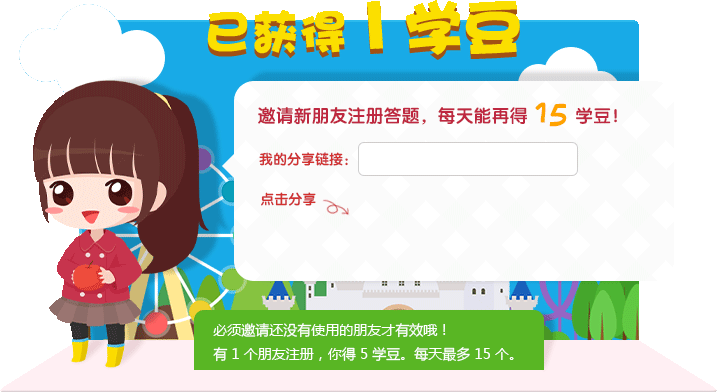 已获得1学豆
邀请新朋友注册答题，每天能再得 15 学豆！
我的分享链接：
点击分享
必须邀请还没有使用的朋友才有效哦！
有 1 个朋友注册，你得 5 学豆。每天最多 15 个。